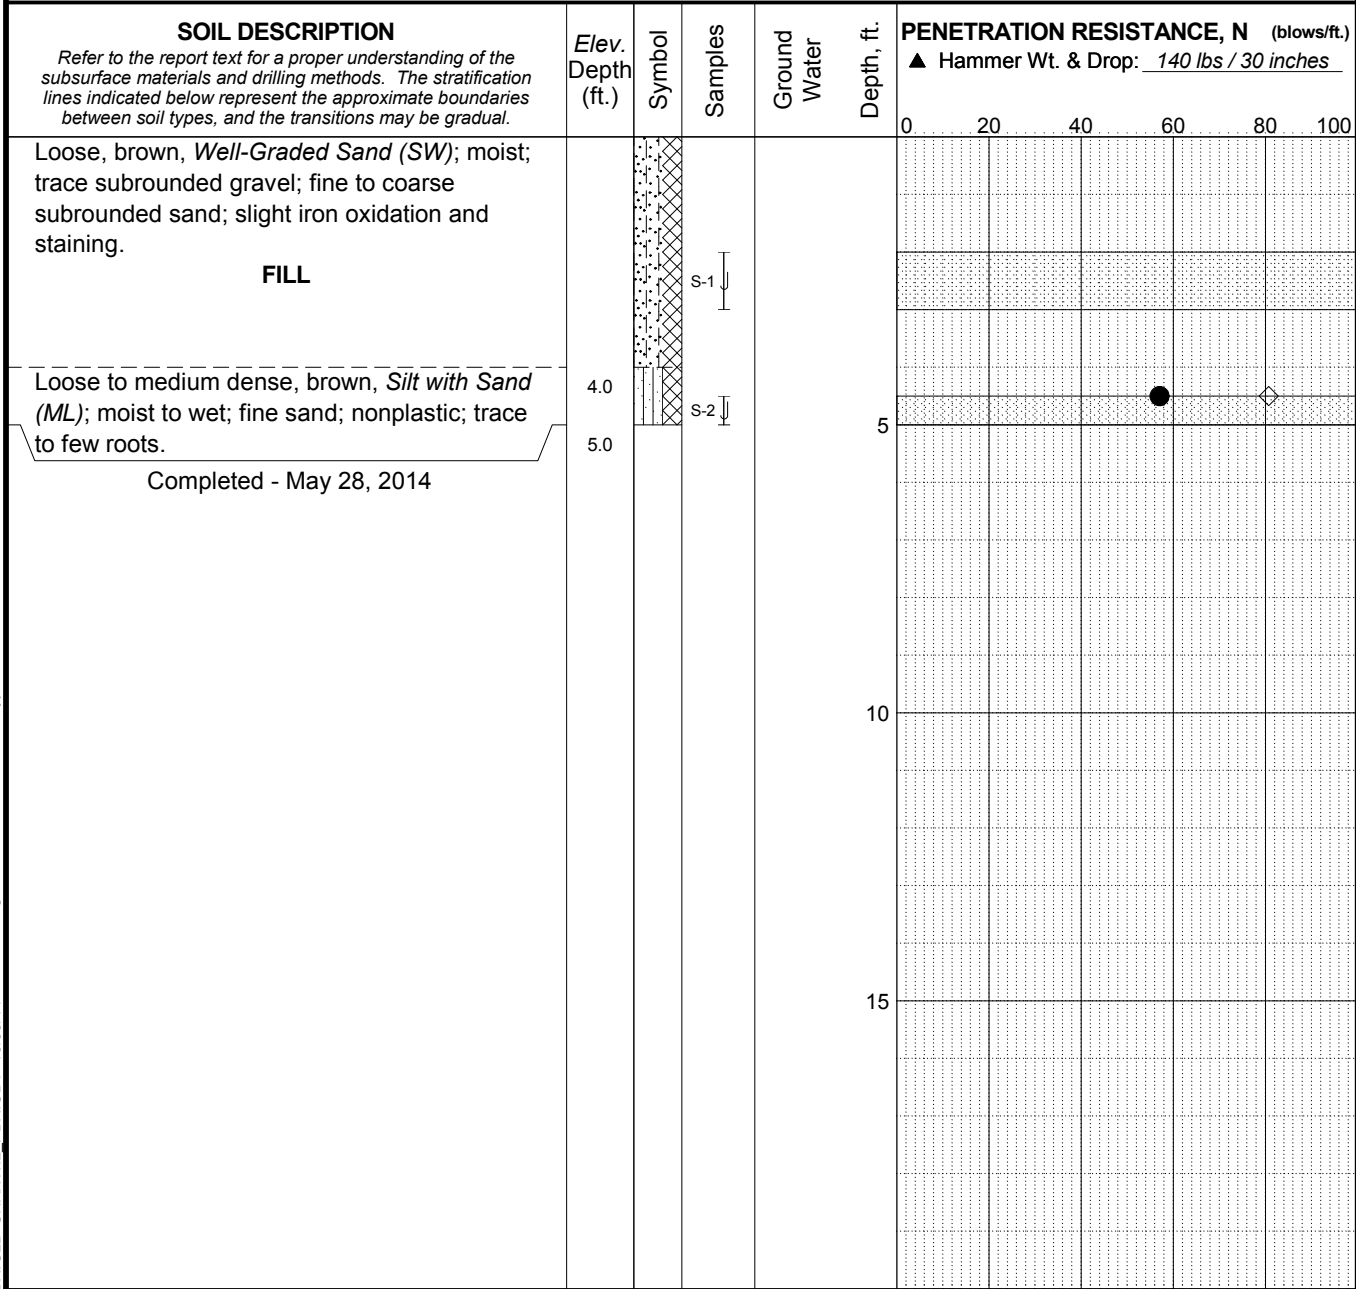 SOIL DESCRIPTION
Refer to the report text for a proper understanding of the
subsurface materials and drilling methods. The stratification
lines indicated below represent the approximate boundaries
between soil types, and the transitions may be gradual.
Elev.
Depth
(ft.)
Symbol
Samples
Ground
Water
Depth, ft.
PENETRATION RESISTANCE, N (blows/ft.)
▲ Hammer Wt. & Drop: 140 lbs / 30 inches
0 20 40 60 80 100
Loose, brown, Well-Graded Sand (SW); moist;
trace subrounded gravel; fine to coarse
subrounded sand; slight iron oxidation and
staining.
FILL
S-1
Loose to medium dense, brown, Silt with Sand
(ML); moist to wet; fine sand; nonplastic; trace
to few roots.
4.0
S-2
5.0
5
Completed - May 28, 2014
10
15